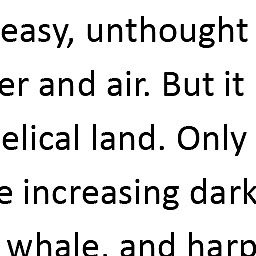 easy, unthought
er and air. But it
elical land. Only
e increasing dark
whale, and harp